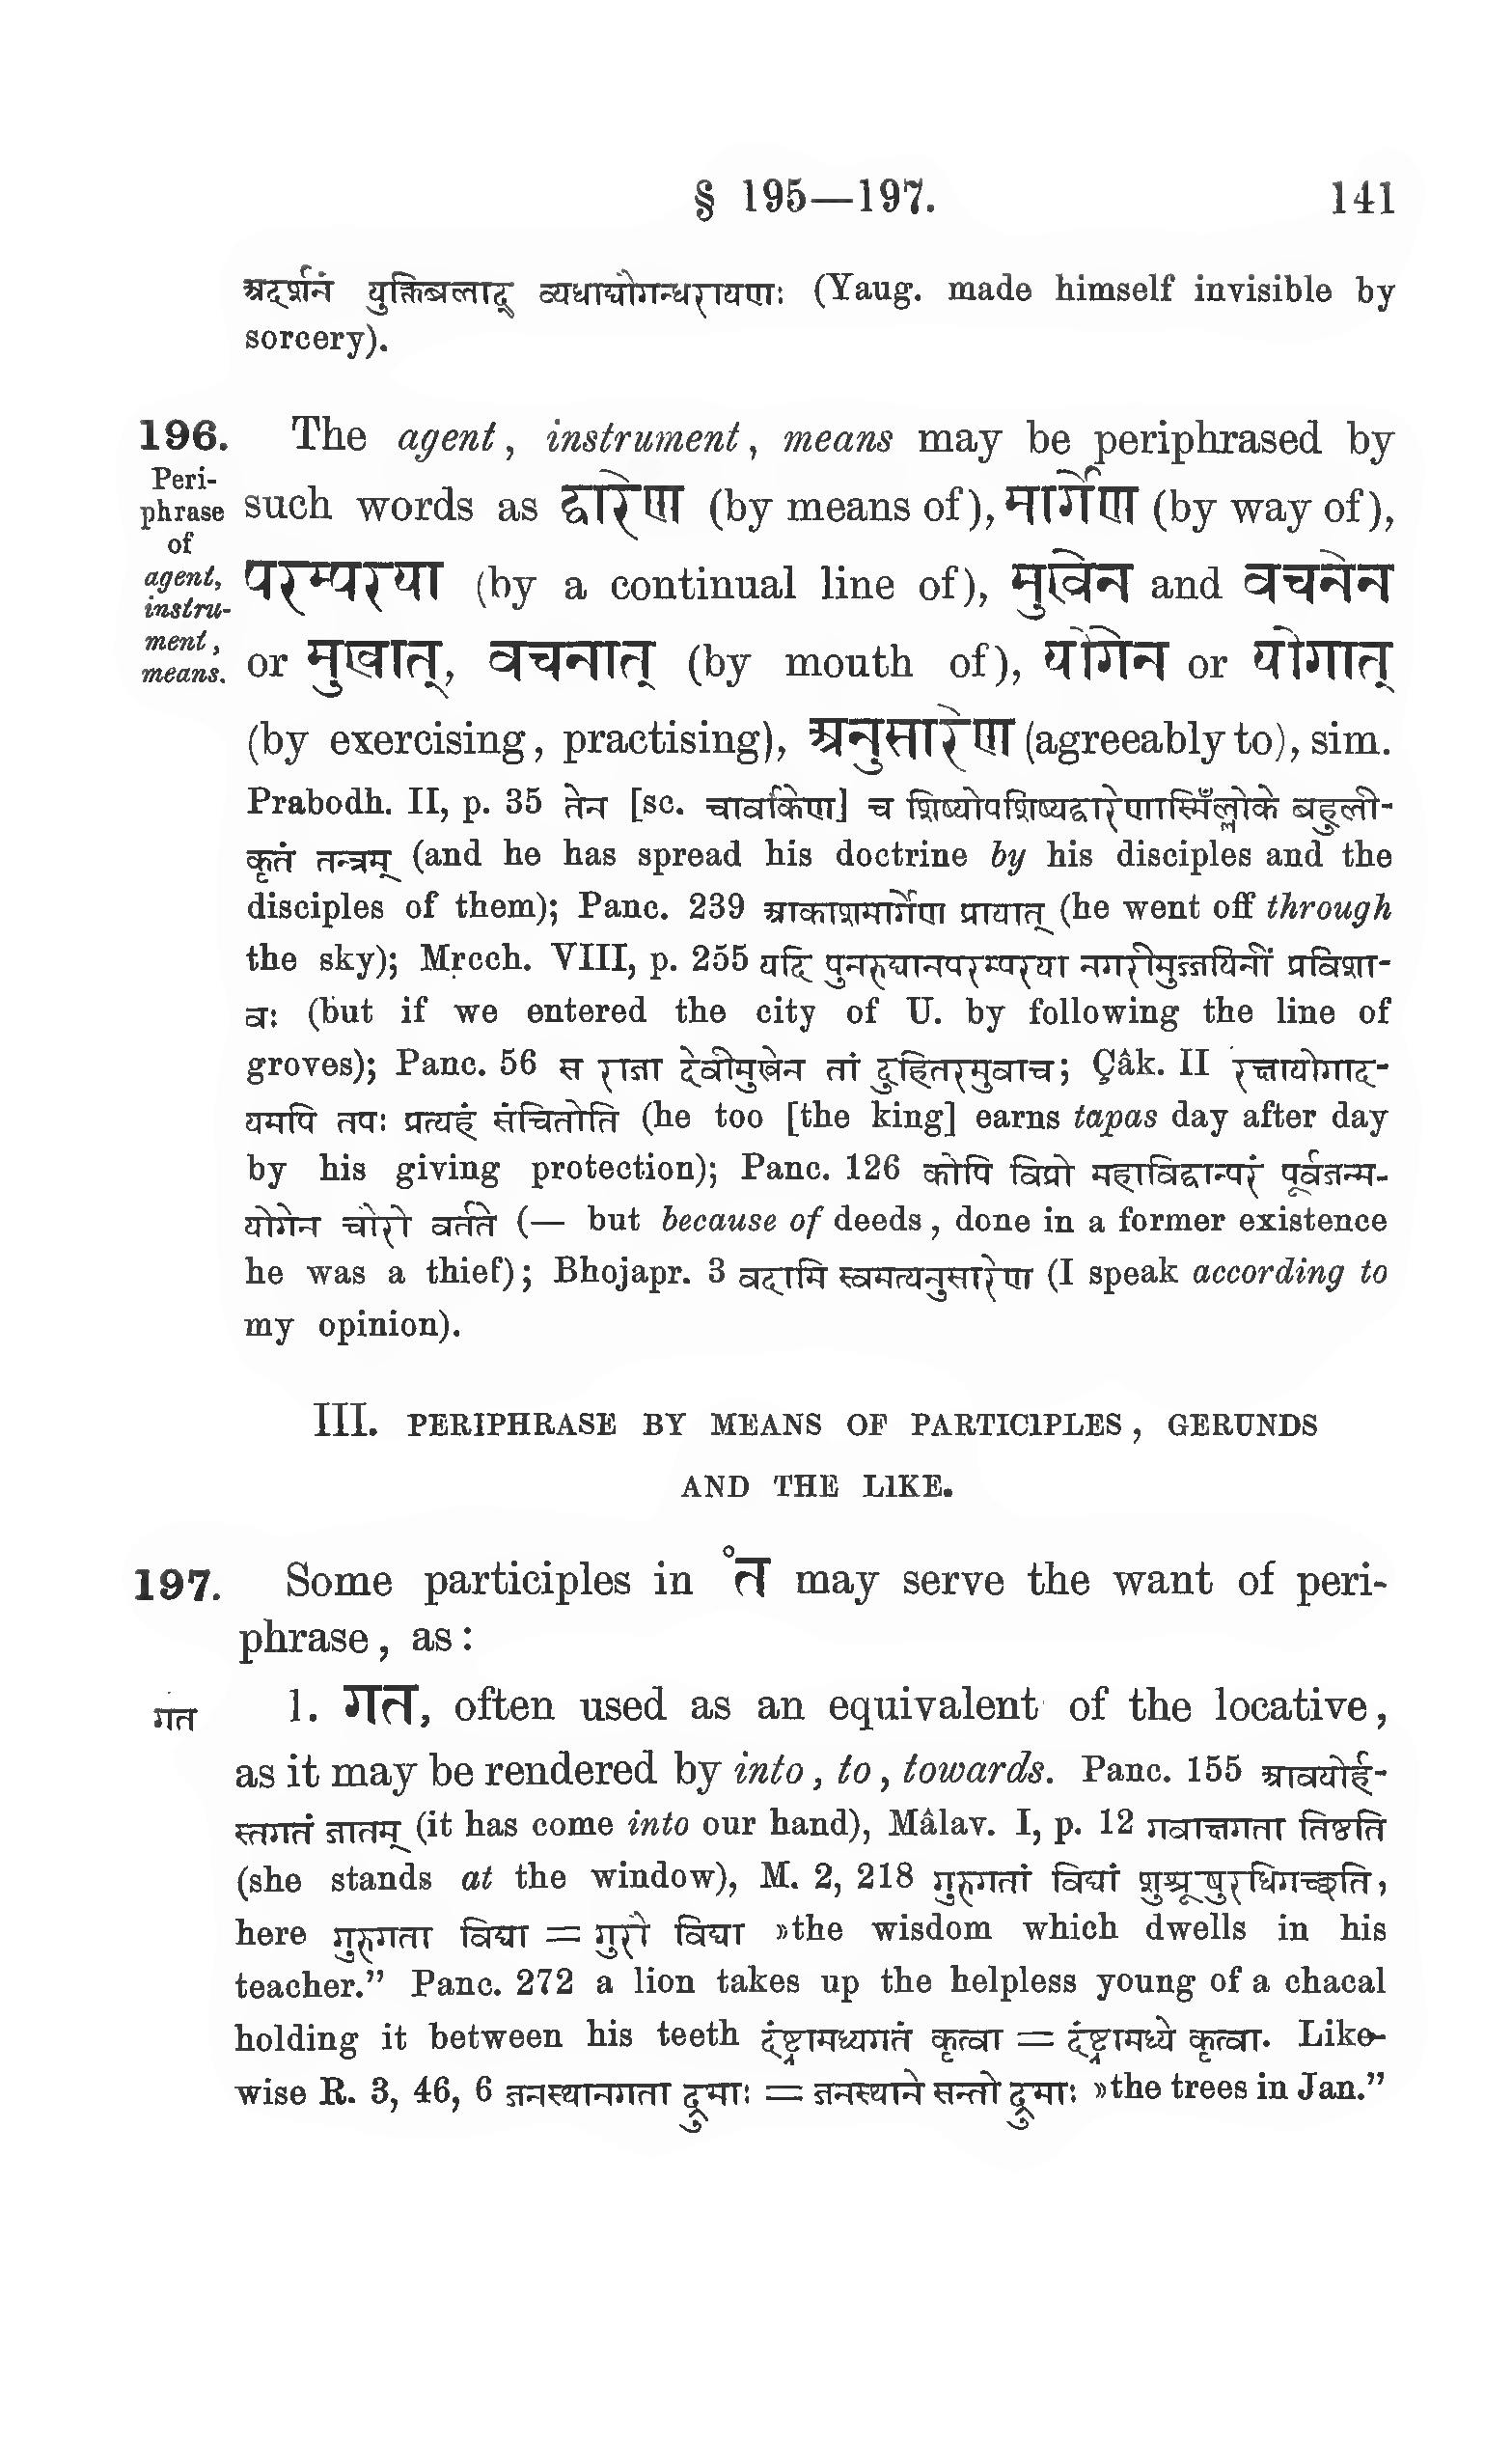 § 195—197. 141
अदर्शनं युक्तिबलाद् व्यधाद्यौगन्धरायणः (Yaug. made himself invisible by
sorcery).
196. The agent, instrument, means may be periphrased by
Peri-
phrase
of
agent,
instru-
ment,
means.
such words as द्वारेण (by means of), मार्गेण (by way of),
परम्परया (by a continual line of), मुखेन and वचनेन
or मुखात्, वचनात् (by mouth of), योगेन or योगात्
(by exercising, practising), अनुसारेण (agreeably to), sim.
Prabodh. II, p. 35 तेन [sc. चार्वाकेण] च शिष्योपशिष्यद्वारेणास्मिँल्लोके बहुली-
कृतं तन्त्रम् (and he has spread his doctrine by his disciples and the
disciples of them); Panc. 239 आकाशमार्गेण प्रायात् (he went off through
the sky); Mṛcch. VIII, p. 255 यदि पुनरुद्यानपरम्परया नगरीमुज्जयिनीं प्रविशा-
वः (but if we entered the city of U. by following the line of
groves); Panc. 56 स राजा देवीमुखेन तां दुहितरमुवाच; Çâk. II रक्षायोगाद-
यमपि तपः प्रत्यहं संचितोति (he too [the king] earns tapas day after day
by his giving protection); Panc. 126 कोपि विप्रो महाविद्वान्परं पूर्वजन्म-
योगेन चोरो वर्तते (— but because of deeds, done in a former existence
he was a thief); Bhojapr. 3 वदामि स्वमत्यनुसारेण (I speak according to
my opinion).
III. PERIPHRASE BY MEANS OF PARTICIPLES, GERUNDS
AND THE LIKE.
197. Some participles in °त may serve the want of peri-
phrase, as:
गत 1. गत, often used as an equivalent of the locative,
as it may be rendered by into, to, towards. Panc. 155 आवयोर्ह-
स्तगतं जातम् (it has come into our hand), Mâlav. I, p. 12 गवाक्षगता तिष्ठति
(she stands at the window), M. 2, 218 गुरुगतां विद्यां शुश्रूषुरधिगच्छति,
here गुरुगता विद्या = गुरौ विद्या »the wisdom which dwells in his
teacher.” Panc. 272 a lion takes up the helpless young of a chacal
holding it between his teeth दंष्ट्रामध्यगतं कृत्वा = दंष्ट्रामध्ये कृत्वा. Like-
wise R. 3, 46, 6 जनस्थानगता द्रुमाः = जनस्थाने सन्तो द्रुमाः »the trees in Jan.”